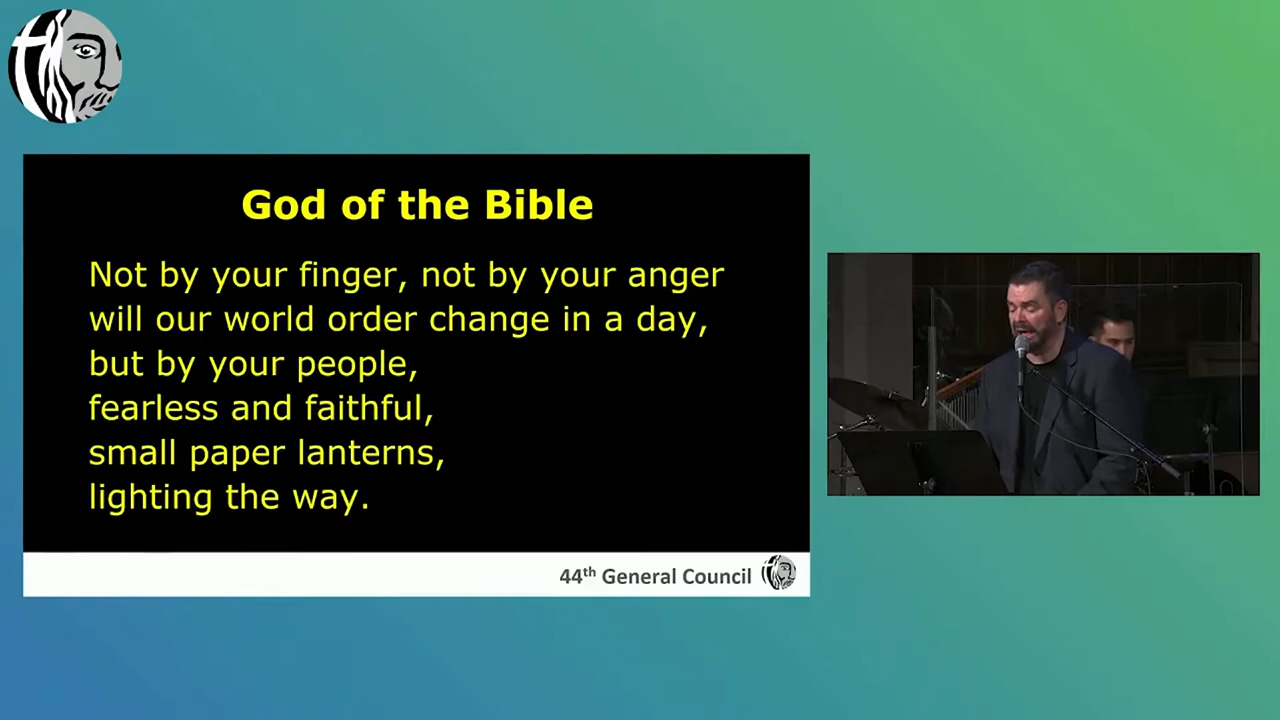 God of the Bible
Not by your finger, not by your anger
will our world order change in a day,
but by your people,
fearless and faithful,
small paper lanterns,
lighting the way.
44th General Council